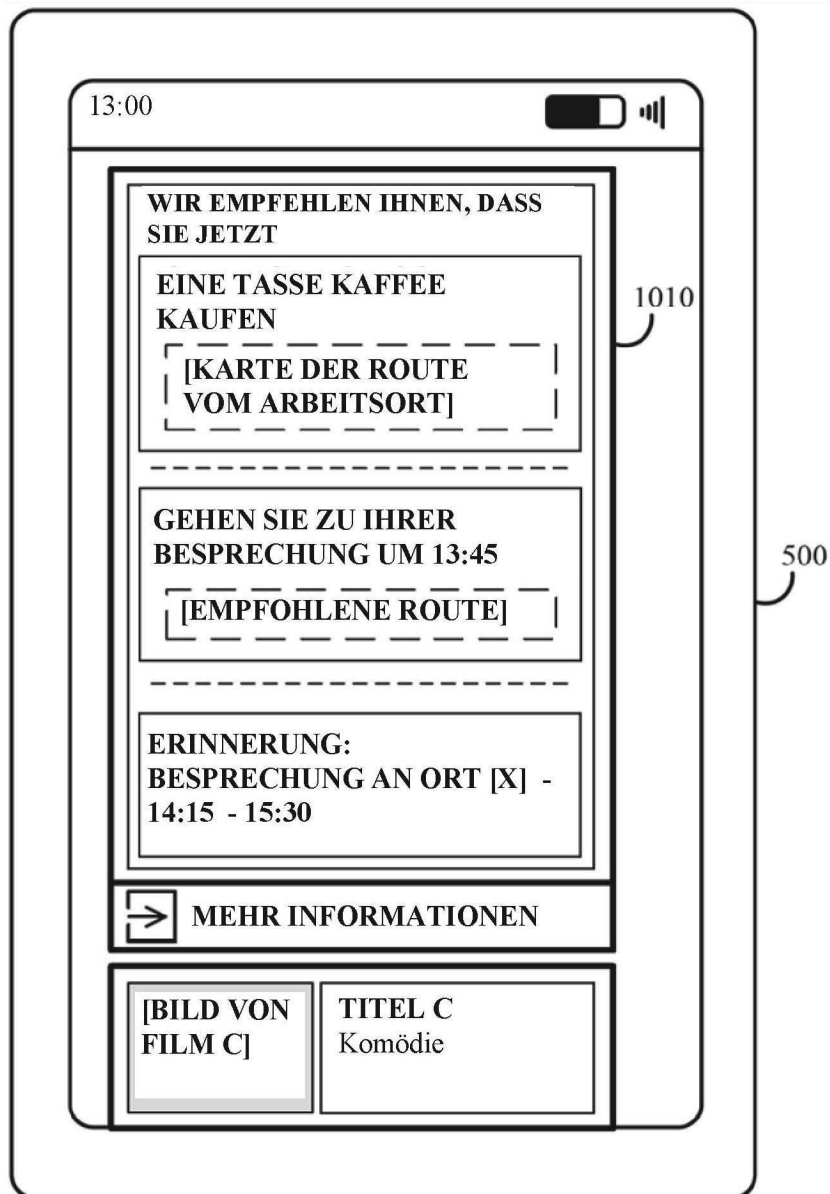 13:00
WIR EMPFEHLEN IHNEN, DASS
SIE JETZT
EINE TASSE KAFFEE
KAUFEN
[KARTE DER ROUTE
VOM ARBEITSORT]
1010
GEHEN SIE ZU IHRER
BESPRECHUNG UM 13:45
[EMPFOHLENE ROUTE]
500
ERINNERUNG:
BESPRECHUNG AN ORT [X] -
14:15 - 15:30
MEHR INFORMATIONEN
[BILD VON
FILM C]
TITEL C
Komödie